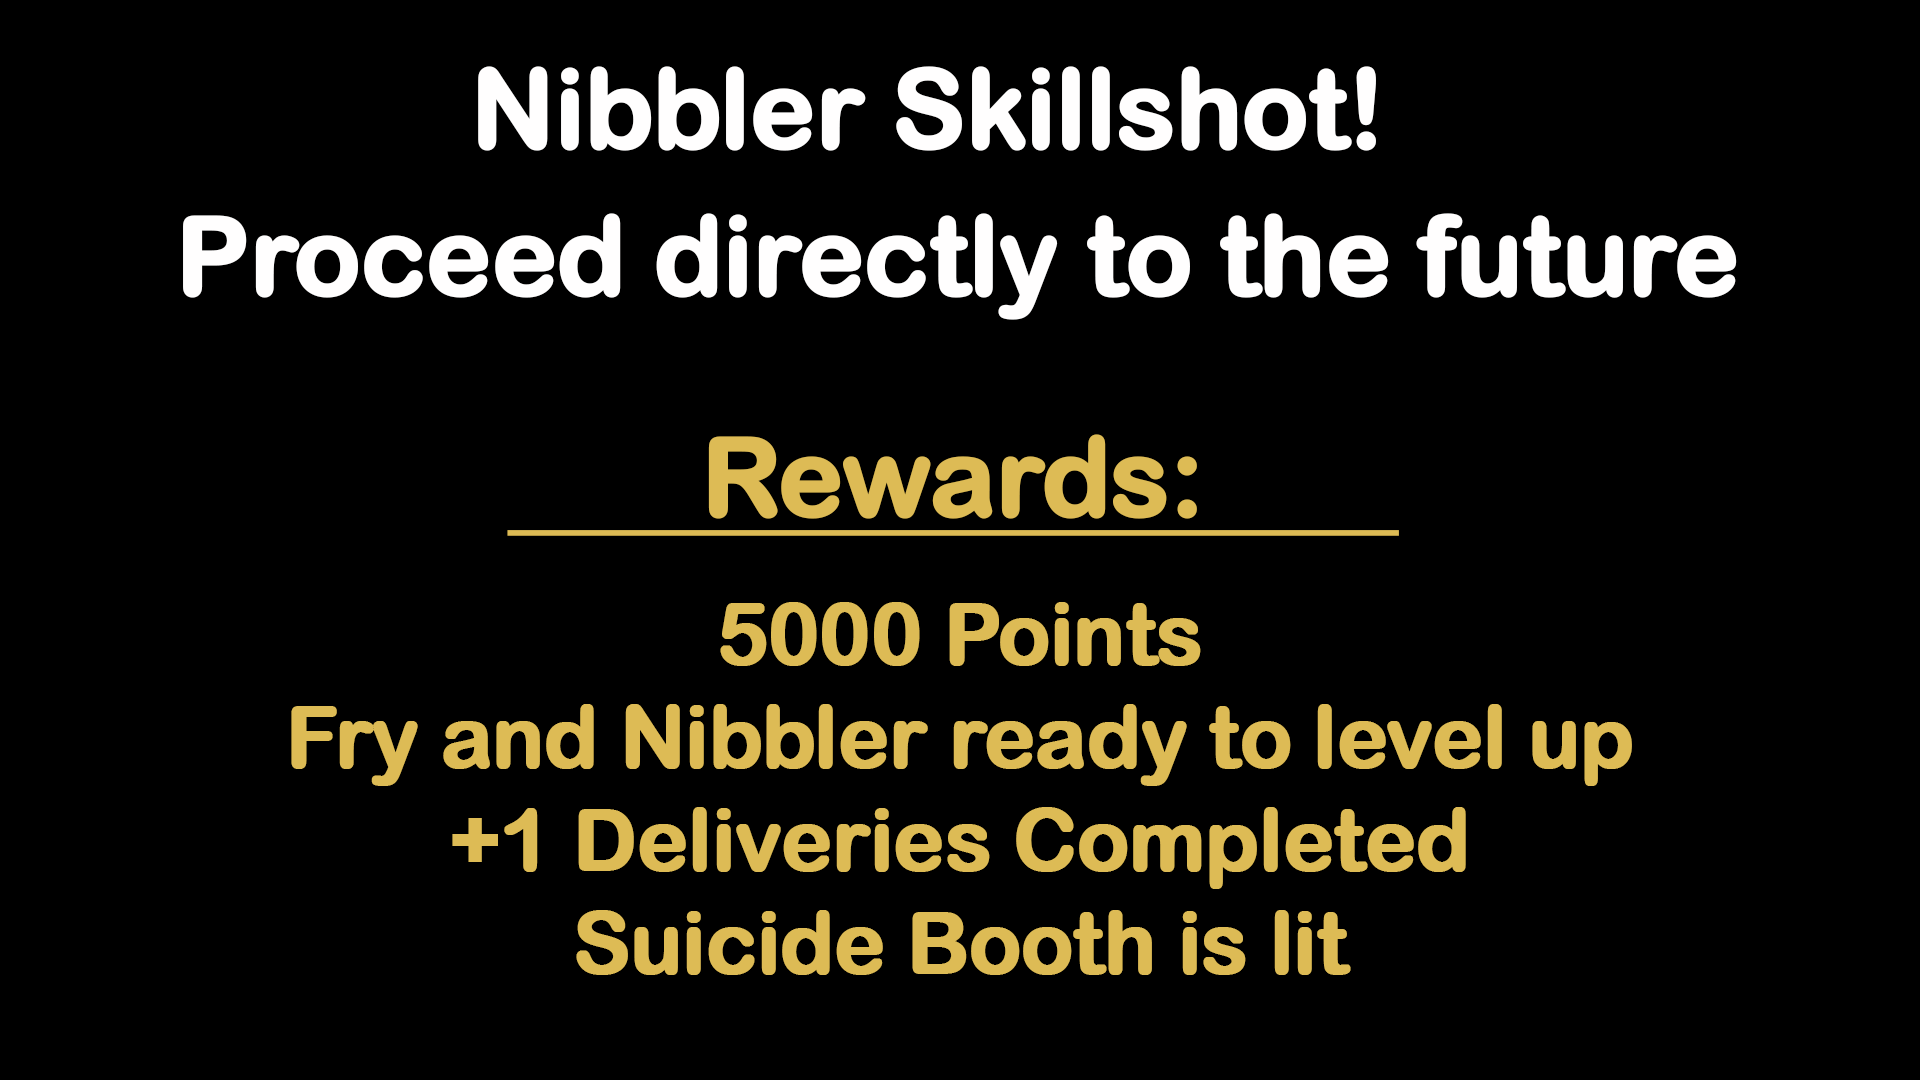 Nibbler Skillshot!
Proceed directly to the future
Rewards:
5000 Points
Fry and Nibbler ready to level up
+1 Deliveries Completed
Suicide Booth is lit